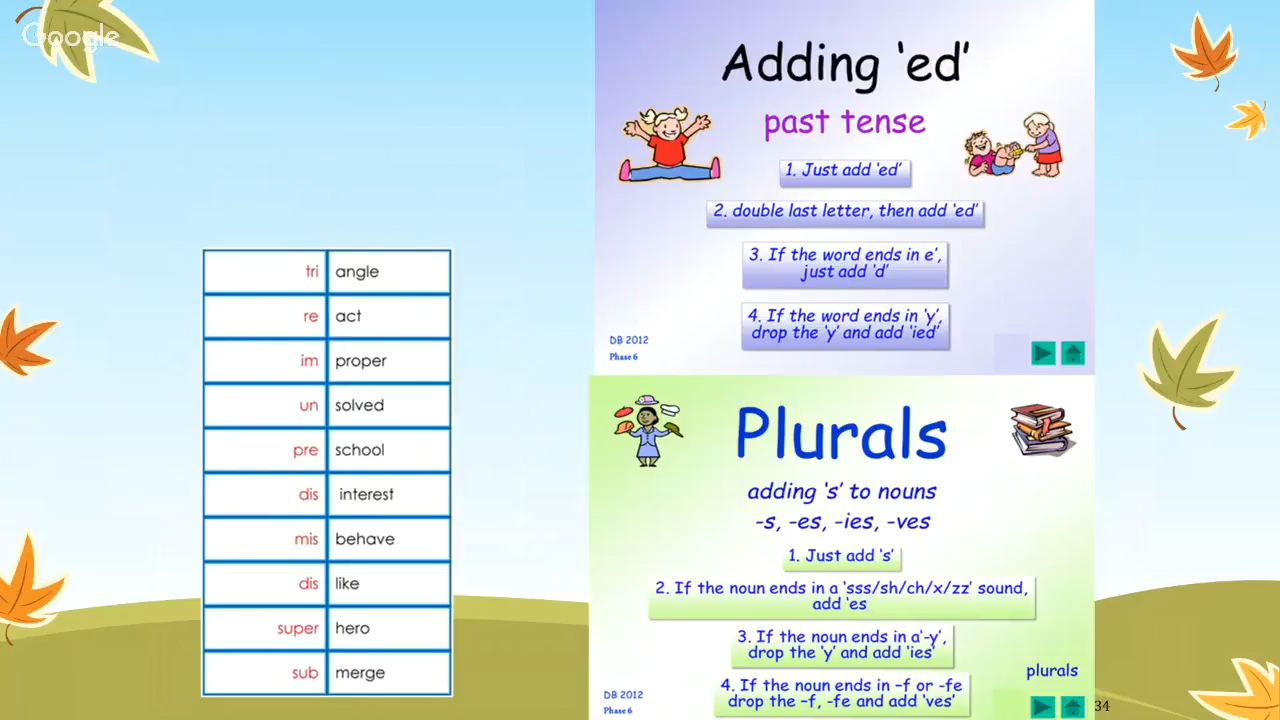 Google
tri angle
re act
im proper
un solved
pre school
dis interest
mis behave
dis like
super hero
sub merge
Adding ‘ed’
past tense
1. Just add ‘ed’
2. double last letter, then add ‘ed’
3. If the word ends in e’,
just add ‘d’
4. If the word ends in ‘y’,
drop the ‘y’ and add ‘ied’
DB 2012
Phase 6
Plurals
adding ‘s’ to nouns
-s, -es, -ies, -ves
1. Just add ‘s’
2. If the noun ends in a ‘sss/sh/ch/x/zz’ sound,
add ‘es
3. If the noun ends in a‘-y’,
drop the ‘y’ and add ‘ies’
4. If the noun ends in –f or -fe
drop the –f, -fe and add ‘ves’
plurals
DB 2012
Phase 6
34